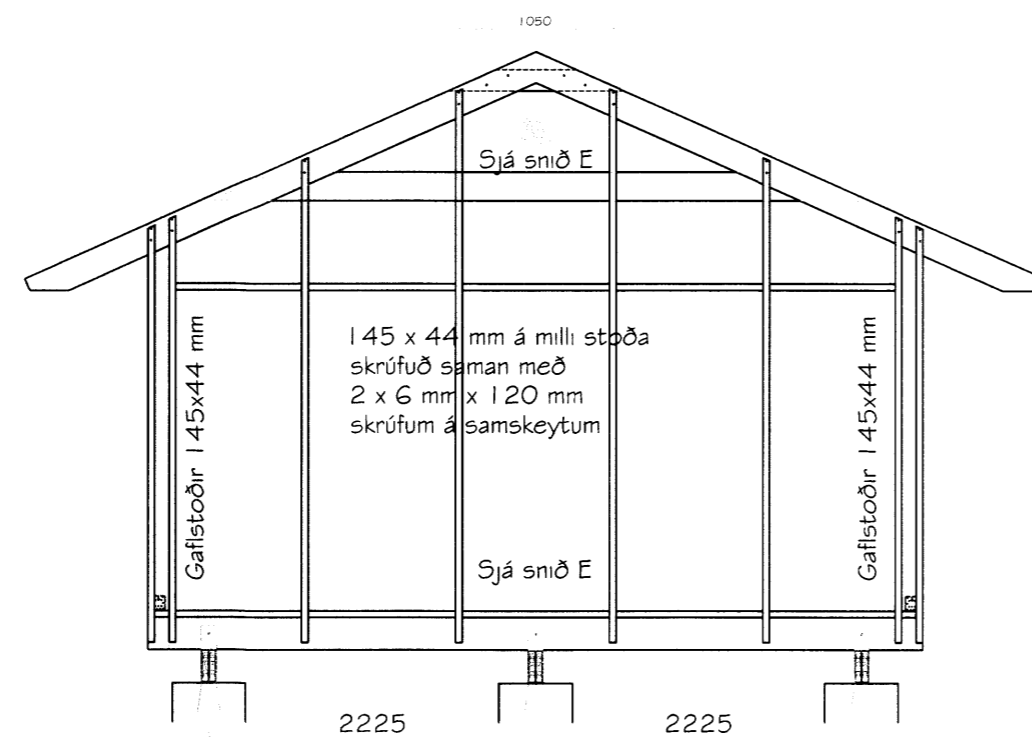 1050
Sjá snið E
145 x 44 mm á milli stoða
skrúfuð saman með
2 x 6 mm x 120 mm
skrúfum á samskeytum
Gaflstoðir 145x44 mm
Gaflstoðir 145x44 mm
Sjá snið E
2225
2225